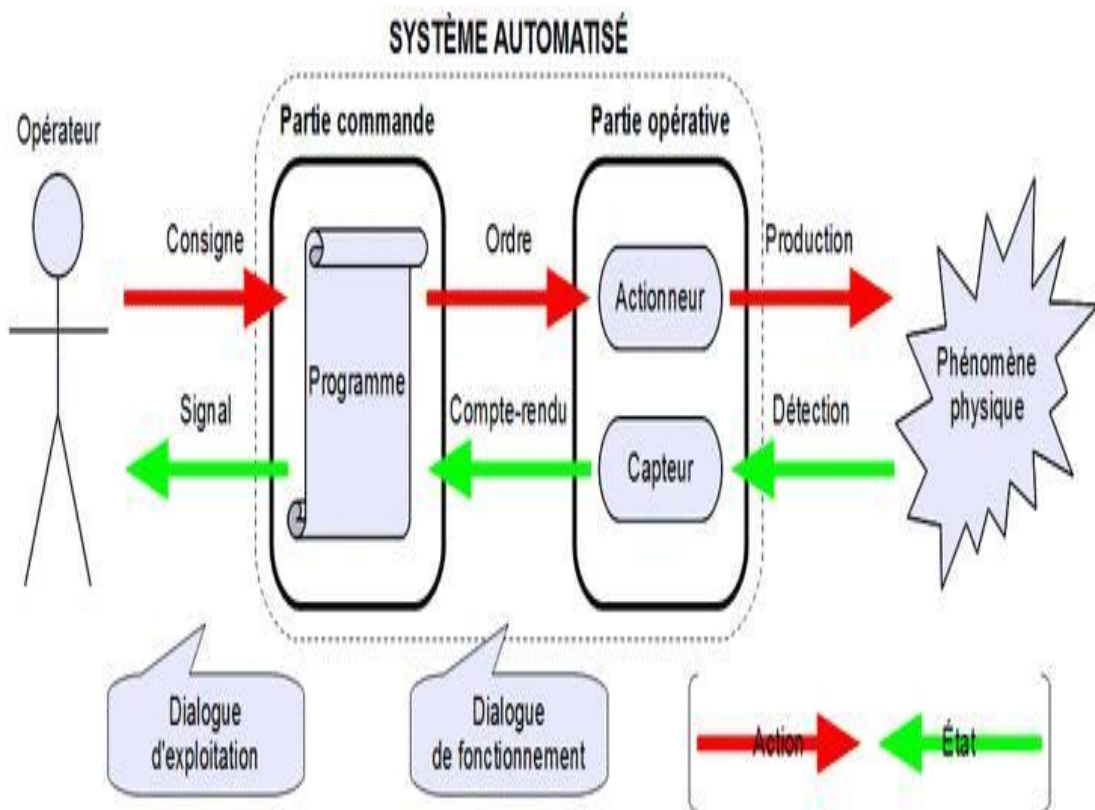 SYSTÈME AUTOMATISÉ
Opérateur
Partie commande
Partie opérative
Consigne
Ordre
Production
Actionneur
Programme
Phénomène
physique
Signal
Compte-rendu
Détection
Capteur
Dialogue
d'exploitation
Dialogue
de fonctionnement
Action
État